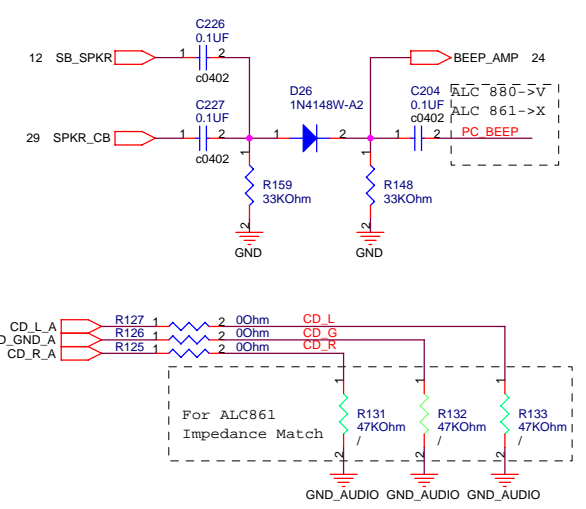 C226
0.1UF
12 SB_SPKR
1 2
c0402
BEEP_AMP 24
C227
0.1UF
29 SPKR_CB
1 2
c0402
D26
1N4148W-A2
1 2
C204
0.1UF
c0402
1 2
ALC 880->V
ALC 861->X
PC_BEEP
1
R159
33KOhm
2
GND
1
R148
33KOhm
2
GND
CD_L_A
R127 1 2 0Ohm CD_L
D_GND_A
R126 1 2 0Ohm CD_G
CD_R_A
R125 1 2 0Ohm CD_R
For ALC861
Impedance Match
1
R131
47KOhm
/
2
GND_AUDIO
1
R132
47KOhm
/
2
GND_AUDIO
1
R133
47KOhm
/
2
GND_AUDIO